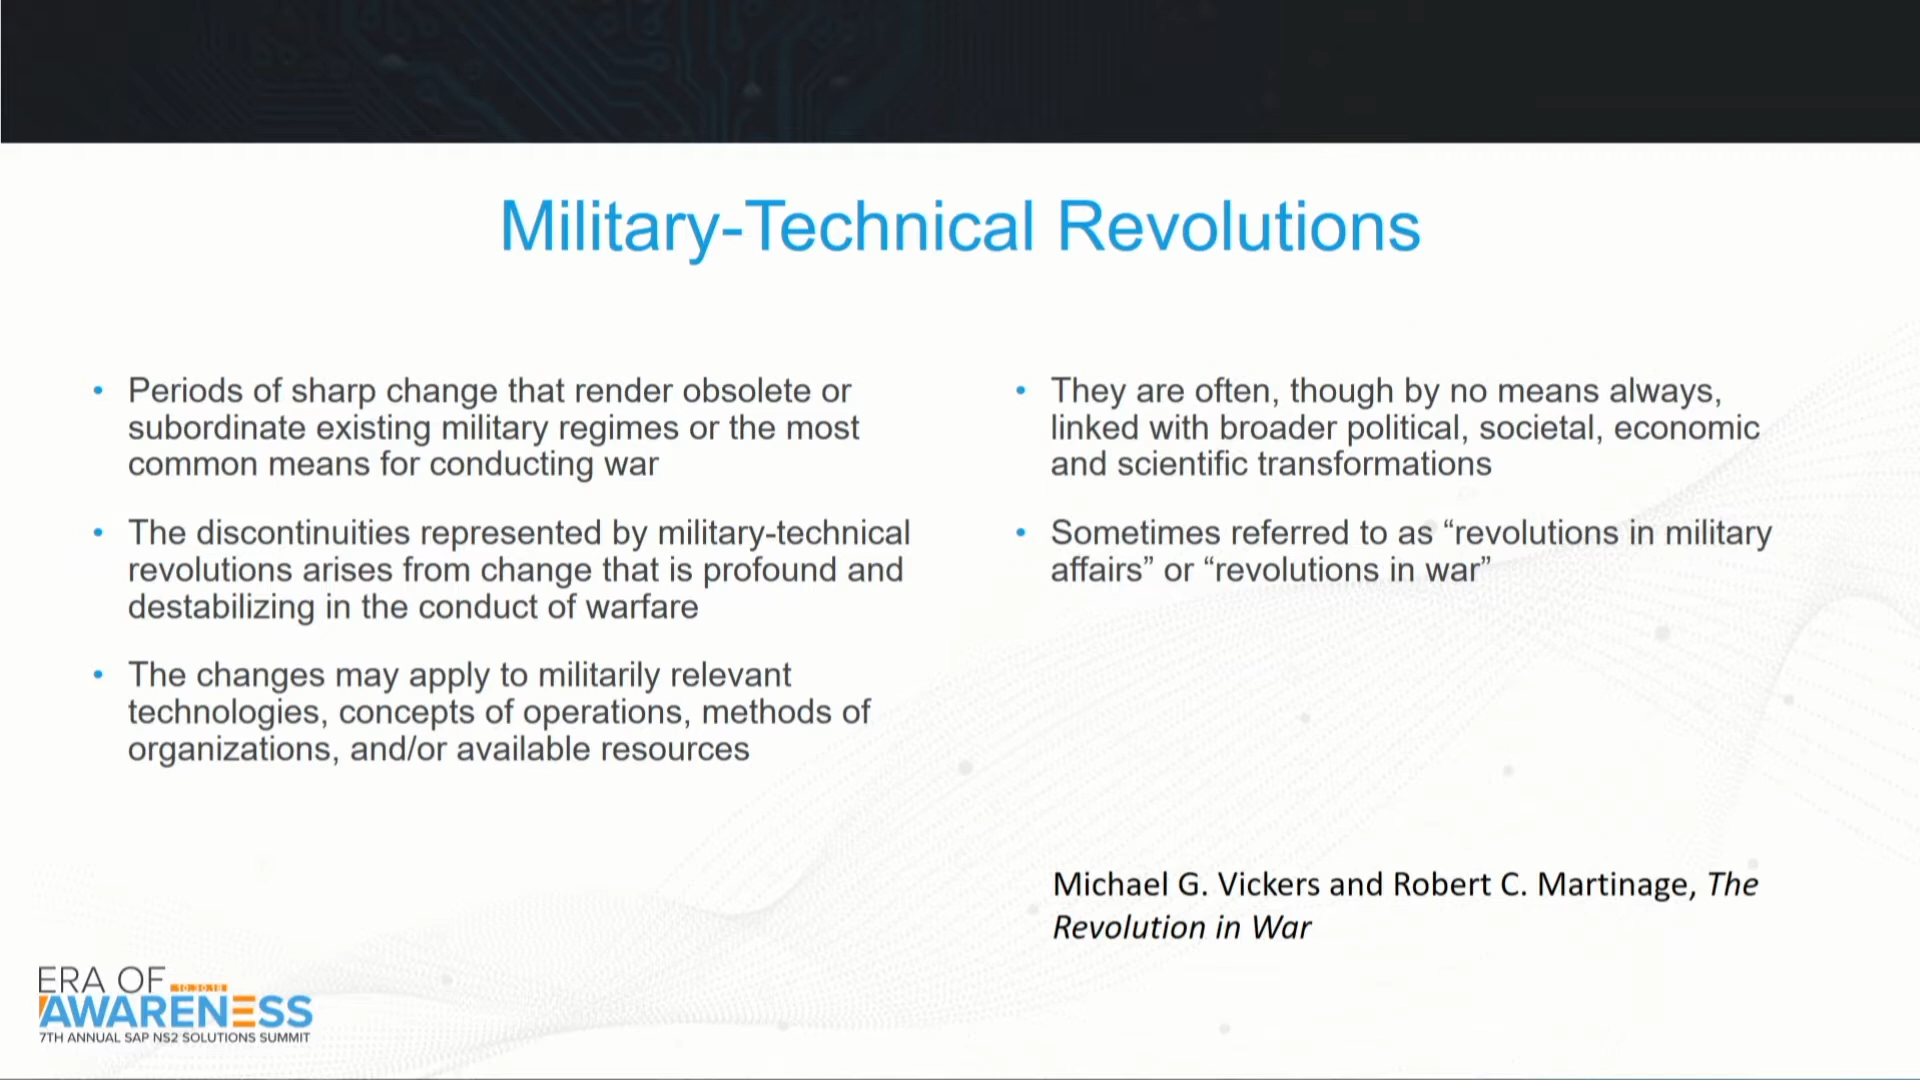 Military-Technical Revolutions
• Periods of sharp change that render obsolete or
subordinate existing military regimes or the most
common means for conducting war
• The discontinuities represented by military-technical
revolutions arises from change that is profound and
destabilizing in the conduct of warfare
• The changes may apply to militarily relevant
technologies, concepts of operations, methods of
organizations, and/or available resources
• They are often, though by no means always,
linked with broader political, societal, economic
and scientific transformations
• Sometimes referred to as “revolutions in military
affairs” or “revolutions in war”
Michael G. Vickers and Robert C. Martinage, The
Revolution in War
ERA OF
10.30.18
AWARENESS
7TH ANNUAL SAP NS2 SOLUTIONS SUMMIT